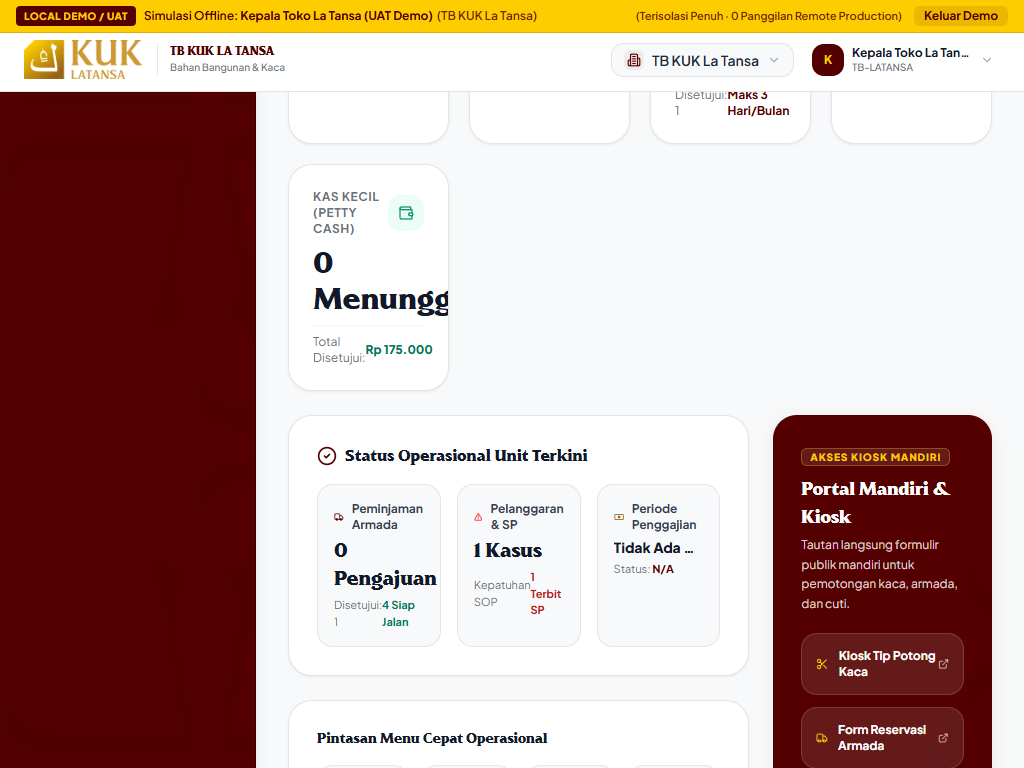 LOCAL DEMO / UAT Simulasi Offline: Kepala Toko La Tansa (UAT Demo) (TB KUK La Tansa) (Terisolasi Penuh · 0 Panggilan Remote Production) Keluar Demo
KUK
LATANSA
TB KUK LA TANSA
Bahan Bangunan & Kaca
TB KUK La Tansa
K
Kepala Toko La Tan...
TB-LATANSA
Disetujui:
1
Maks 3
Hari/Bulan
KAS KECIL
(PETTY
CASH)
0
Menungg
Total
Disetujui:
Rp 175.000
Status Operasional Unit Terkini
Peminjaman
Armada
0
Pengajuan
Disetujui:
1
4 Siap
Jalan
Pelanggaran
& SP
1 Kasus
Kepatuhan
SOP
1
Terbit
SP
Periode
Penggajian
Tidak Ada ...
Status: N/A
AKSES KIOSK MANDIRI
Portal Mandiri &
Kiosk
Tautan langsung formulir
publik mandiri untuk
pemotongan kaca, armada,
dan cuti.
Kiosk Tip Potong
Kaca
Form Reservasi
Armada
Pintasan Menu Cepat Operasional